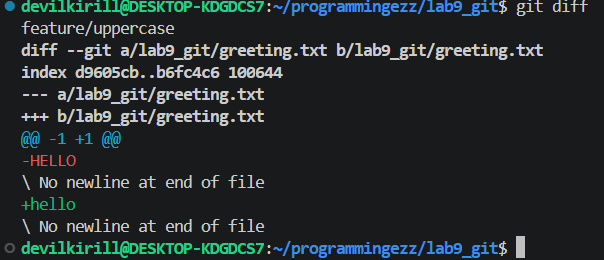 devilkirill@DESKTOP-KDGDCS7:~/programmingezz/lab9_git$ git diff
feature/uppercase
diff --git a/lab9_git/greeting.txt b/lab9_git/greeting.txt
index d9605cb..b6fc4c6 100644
--- a/lab9_git/greeting.txt
+++ b/lab9_git/greeting.txt
@@ -1 +1 @@
-HELLO
\ No newline at end of file
+hello
\ No newline at end of file
devilkirill@DESKTOP-KDGDCS7:~/programmingezz/lab9_git$